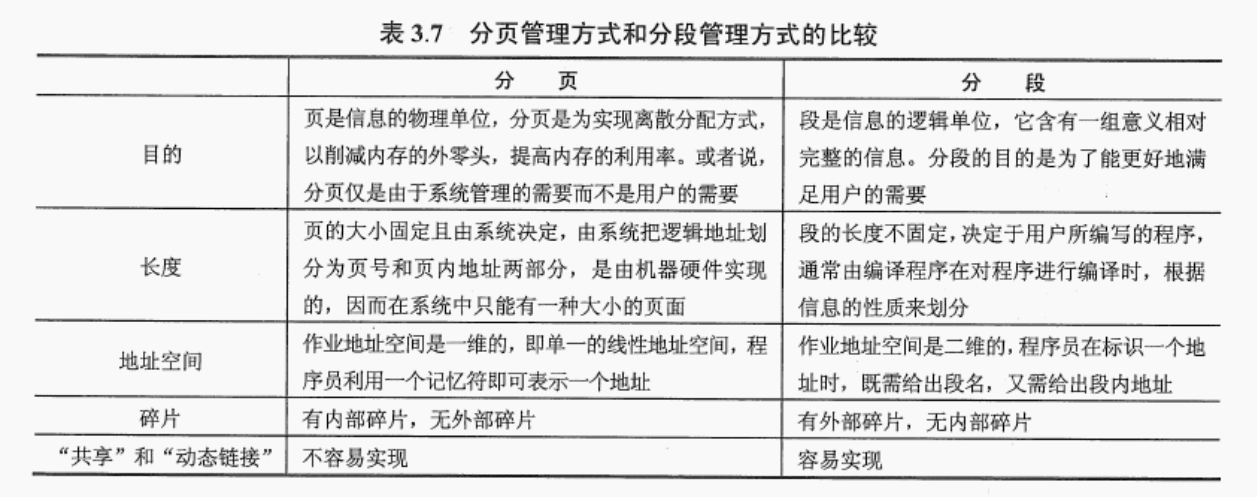 表 3.7 分页管理方式和分段管理方式的比较
分 页
分 段
目的
页是信息的物理单位，分页是为实现离散分配方式，
以削减内存的外零头，提高内存的利用率。或者说，
分页仅是由于系统管理的需要而不是用户的需要
段是信息的逻辑单位，它含有一组意义相对
完整的信息。分段的目的是为了能更好地满
足用户的需要
长度
页的大小固定且由系统决定，由系统把逻辑地址划
分为页号和页内地址两部分，是由机器硬件实现
的，因而在系统中只能有一种大小的页面
段的长度不固定，决定于用户所编写的程序，
通常由编译程序在对程序进行编译时，根据
信息的性质来划分
地址空间
作业地址空间是一维的，即单一的线性地址空间，程
序员利用一个记忆符即可表示一个地址
作业地址空间是二维的，程序员在标识一个地
址时，既需给出段名，又需给出段内地址
碎片
有内部碎片，无外部碎片
有外部碎片，无内部碎片
“共享”和“动态链接”
不容易实现
容易实现